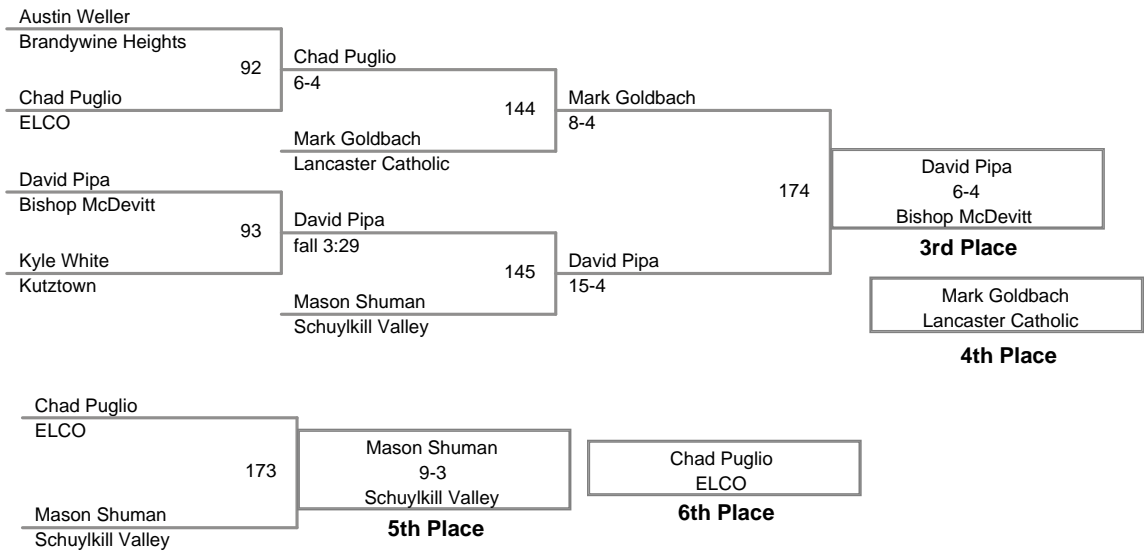 Austin Weller
Brandywine Heights
92
Chad Puglio
6-4
Chad Puglio
ELCO
144
Mark Goldbach
8-4
Mark Goldbach
Lancaster Catholic
David Pipa
Bishop McDevitt
93
David Pipa
fall 3:29
Kyle White
Kutztown
145
David Pipa
15-4
Mason Shuman
Schuylkill Valley
174
David Pipa
6-4
Bishop McDevitt
3rd Place
Mark Goldbach
Lancaster Catholic
4th Place
Chad Puglio
ELCO
173
Mason Shuman
Schuylkill Valley
Mason Shuman
9-3
Schuylkill Valley
5th Place
Chad Puglio
ELCO
6th Place